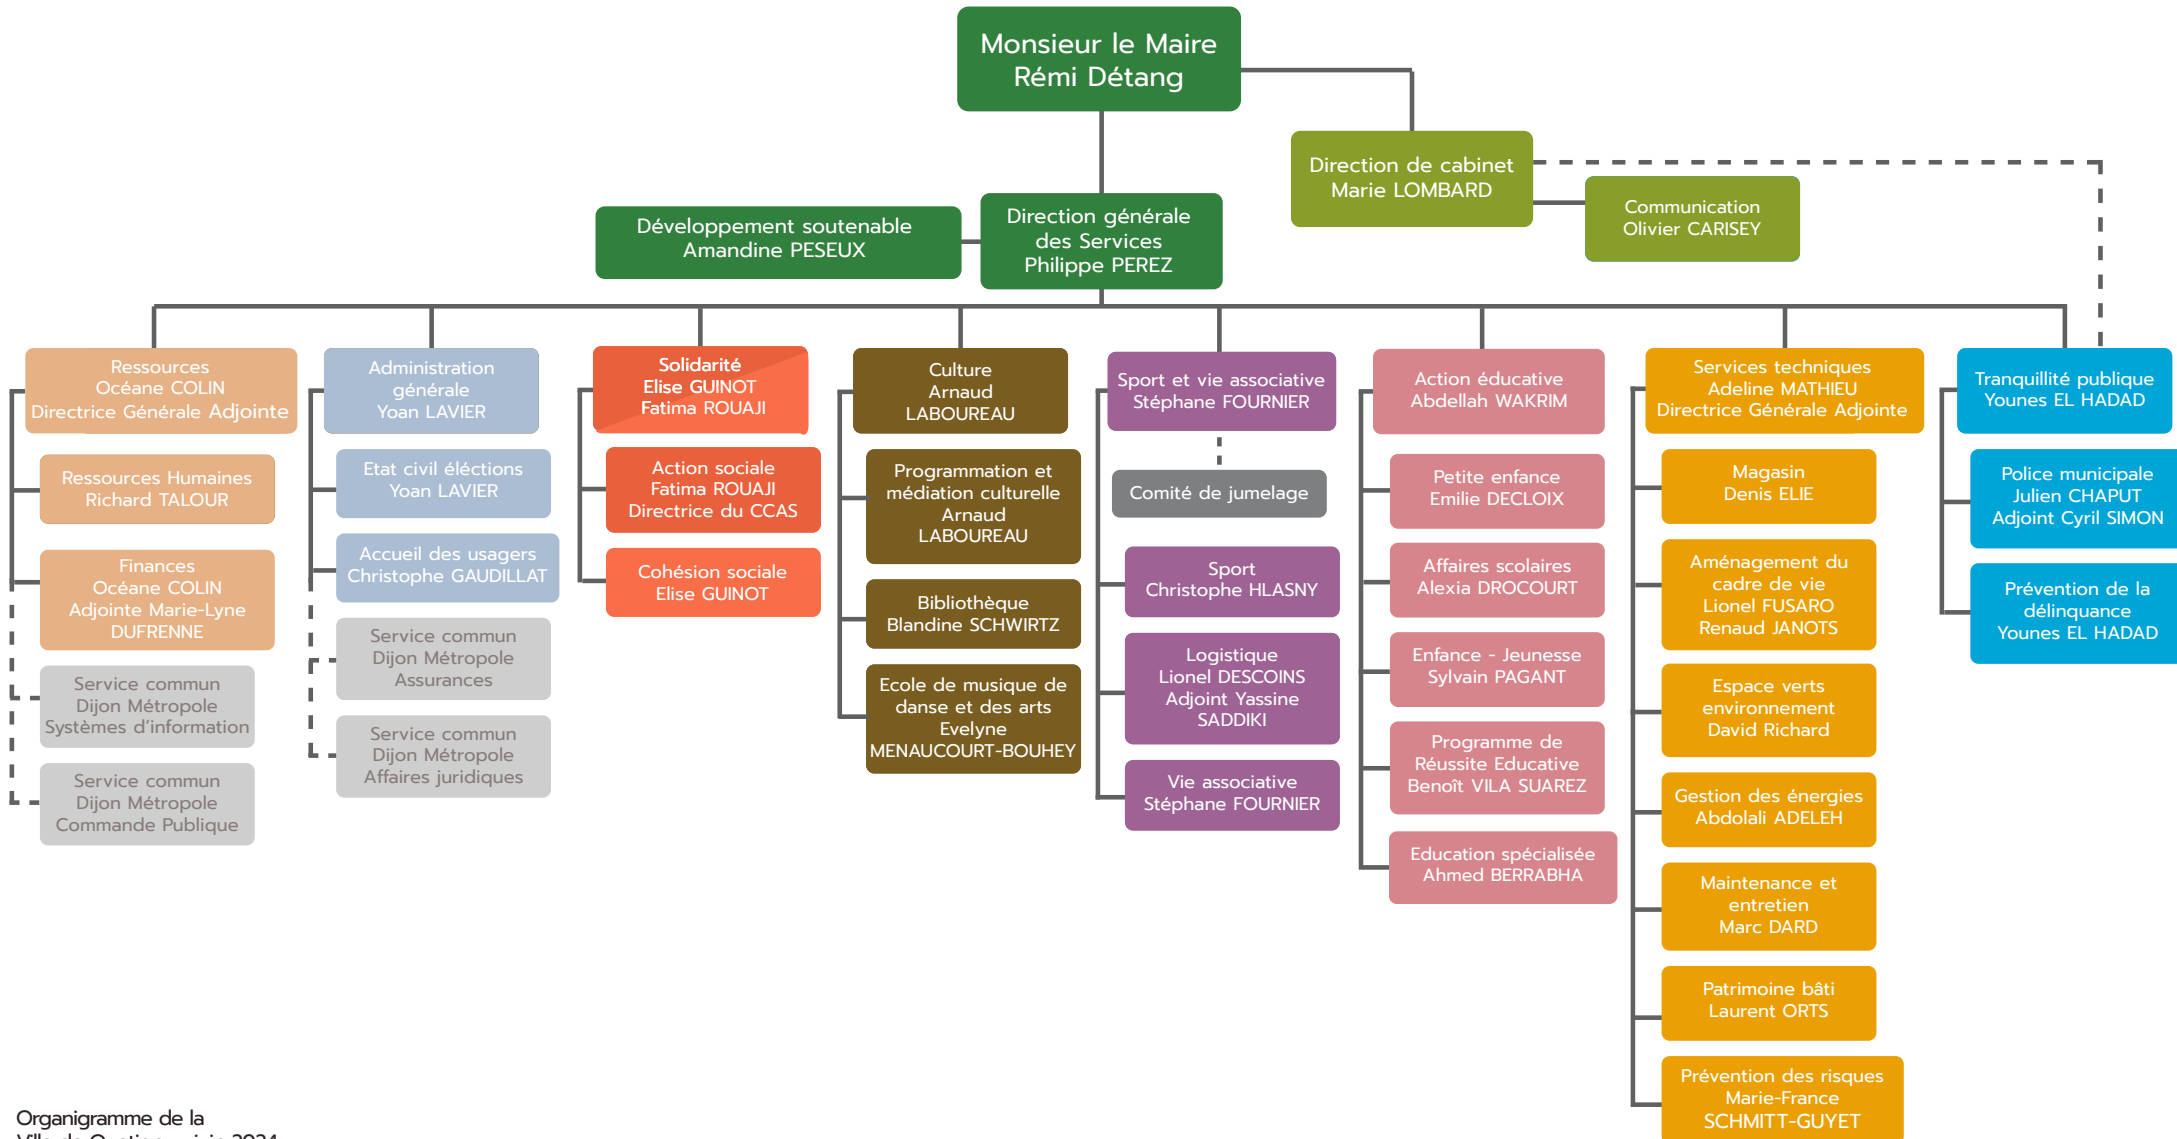 Monsieur le Maire
Rémi Détang
Direction de cabinet
Marie LOMBARD
Communication
Olivier CARISEY
Développement soutenable
Amandine PESEUX
Direction générale
des Services
Philippe PEREZ
Ressources
Océane COLIN
Directrice Générale Adjointe
Ressources Humaines
Richard TALOUR
Finances
Océane COLIN
Adjointe Marie-Lyne
DUFRENNE
Service commun
Dijon Métropole
Systèmes d'information
Service commun
Dijon Métropole
Commande Publique
Administration
générale
Yoan LAVIER
Etat civil éléctions
Yoan LAVIER
Accueil des usagers
Christophe GAUDILLAT
Service commun
Dijon Métropole
Assurances
Service commun
Dijon Métropole
Affaires juridiques
Solidarité
Elise GUINOT
Fatima ROUAJI
Action sociale
Fatima ROUAJI
Directrice du CCAS
Cohésion sociale
Elise GUINOT
Culture
Arnaud
LABOUREAU
Programmation et
médiation culturelle
Arnaud
LABOUREAU
Bibliothèque
Blandine SCHWIRTZ
Ecole de musique de
danse et des arts
Evelyne
MENAUCOURT-BOUHEY
Sport et vie associative
Stéphane FOURNIER
Comité de jumelage
Sport
Christophe HLASNY
Logistique
Lionel DESCOINS
Adjoint Yassine
SADDIKI
Vie associative
Stéphane FOURNIER
Action éducative
Abdellah WAKRIM
Petite enfance
Emilie DECLOIX
Affaires scolaires
Alexia DROCOURT
Enfance - Jeunesse
Sylvain PAGANT
Programme de
Réussite Educative
Benoît VILA SUAREZ
Education spécialisée
Ahmed BERRABHA
Services techniques
Adeline MATHIEU
Directrice Générale Adjointe
Magasin
Denis ELIE
Aménagement du
cadre de vie
Lionel FUSARO
Renaud JANOTS
Espace verts
environnement
David Richard
Gestion des énergies
Abdolali ADELEH
Maintenance et
entretien
Marc DARD
Patrimoine bâti
Laurent ORTS
Prévention des risques
Marie-France
SCHMITT-GUYET
Tranquillité publique
Younes EL HADAD
Police municipale
Julien CHAPUT
Adjoint Cyril SIMON
Prévention de la
délinquance
Younes EL HADAD
Organigramme de la